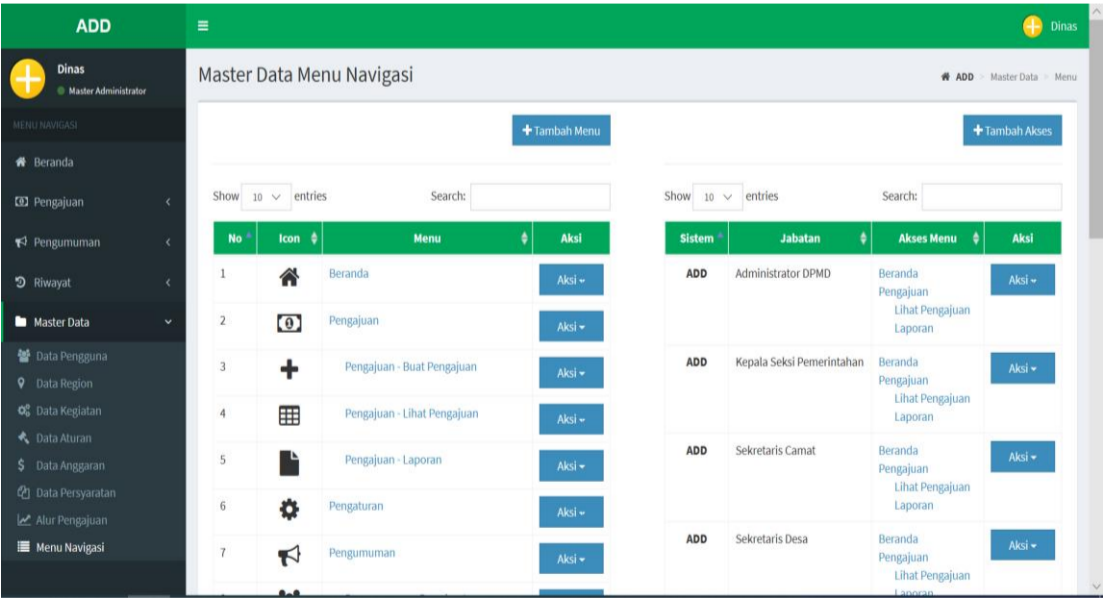 ADD
Dinas
Dinas
Master Administrator
MENU NAVIGASI
Beranda
Pengajuan
Pengumuman
Riwayat
Master Data
Data Pengguna
Data Region
Data Kegiatan
Data Aturan
Data Anggaran
Data Persyaratan
Alur Pengajuan
Menu Navigasi
Master Data Menu Navigasi
ADD > Master Data > Menu
+ Tambah Menu
Show 10 entries Search:
No Icon Menu Aksi
1 Beranda Aksi
2 Pengajuan Aksi
3 Pengajuan - Buat Pengajuan Aksi
4 Pengajuan - Lihat Pengajuan Aksi
5 Pengajuan - Laporan Aksi
6 Pengaturan Aksi
7 Pengumuman Aksi
+ Tambah Akses
Show 10 entries Search:
Sistem Jabatan Akses Menu Aksi
ADD Administrator DPMD Beranda Aksi
Pengajuan
Lihat Pengajuan
Laporan
ADD Kepala Seksi Pemerintahan Beranda Aksi
Pengajuan
Lihat Pengajuan
Laporan
ADD Sekretaris Camat Beranda Aksi
Pengajuan
Lihat Pengajuan
Laporan
ADD Sekretaris Desa Beranda Aksi
Pengajuan
Lihat Pengajuan
Laporan